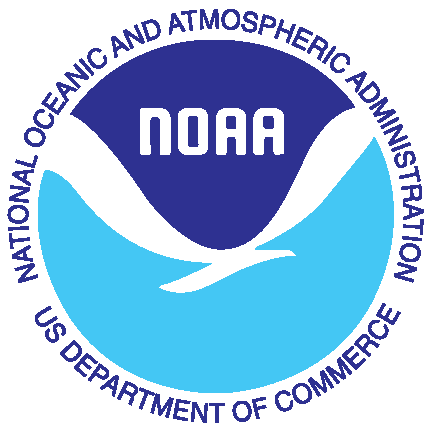 NATIONAL OCEANIC AND ATMOSPHERIC ADMINISTRATION
NOAA
US DEPARTMENT OF COMMERCE